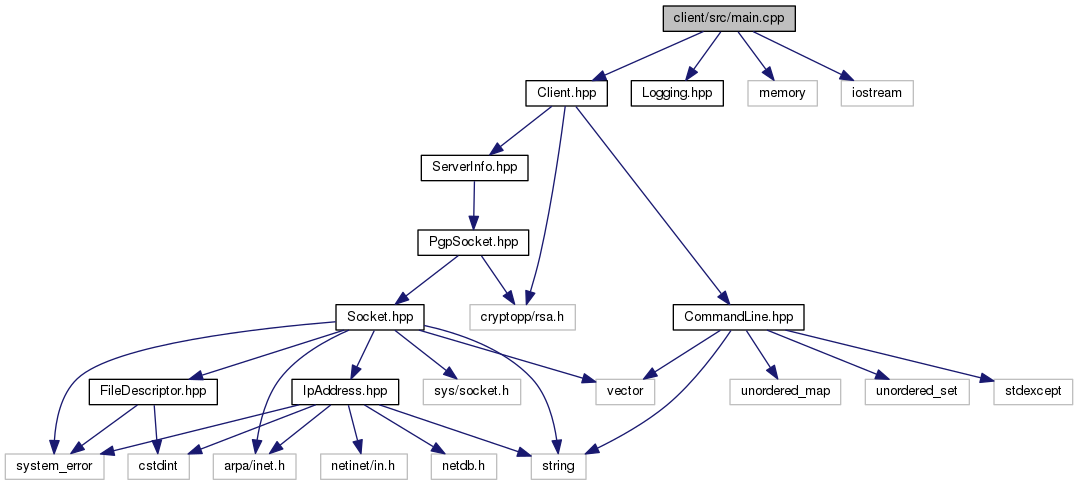 client/src/main.cpp
Client.hpp
Logging.hpp
memory
iostream
ServerInfo.hpp
PgpSocket.hpp
Socket.hpp
cryptopp/rsa.h
CommandLine.hpp
FileDescriptor.hpp
IpAddress.hpp
sys/socket.h
vector
unordered_map
unordered_set
stdexcept
system_error
cstdint
arpa/inet.h
netinet/in.h
netdb.h
string